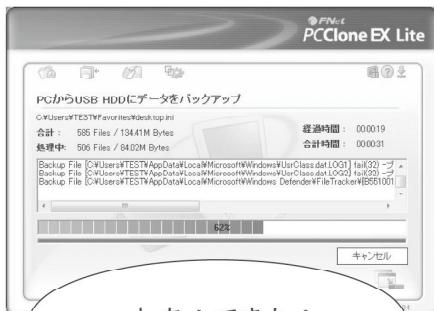 FNet
PCClone EX Lite
PCからUSB HDDにデータをバックアップ
C:¥Users¥TEST¥Favorites¥desktop.ini
合計： 585 Files / 134.41M Bytes 経過時間： 00:00:19
処理中: 506 Files / 84.02M Bytes 合計時間： 00:00:31
Backup File [C:¥Users¥TEST¥AppData¥Local¥Microsoft¥Windows¥UsrClass.dat.LOG1] fail(32) -プ
Backup File [C:¥Users¥TEST¥AppData¥Local¥Microsoft¥Windows¥UsrClass.dat.LOG2] fail(32) -プ
Backup File [C:¥Users¥TEST¥AppData¥Local¥Microsoft¥Windows Defender¥FileTracker¥{B551001
62%
キャンセル